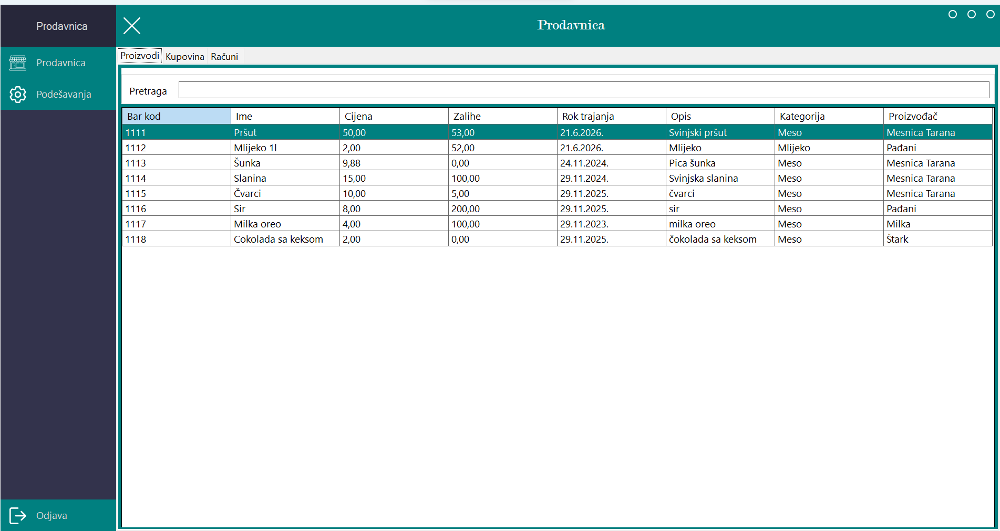 Prodavnica
Prodavnica
Prodavnica
Podešavanja
Odjava
Proizvodi Kupovina Računi
Pretraga
Bar kod Ime Cijena Zalihe Rok trajanja Opis Kategorija Proizvođač
1111 Pršut 50,00 53,00 21.6.2026. Svinjski pršut Meso Mesnica Tarana
1112 Mlijeko 1l 2,00 52,00 21.6.2026. Mlijeko Mlijeko Pađani
1113 Šunka 9,88 0,00 24.11.2024. Pica šunka Meso Mesnica Tarana
1114 Slanina 15,00 100,00 29.11.2024. Svinjska slanina Meso Mesnica Tarana
1115 Čvarci 10,00 5,00 29.11.2025. čvarci Meso Mesnica Tarana
1116 Sir 8,00 200,00 29.11.2025. sir Meso Pađani
1117 Milka oreo 4,00 100,00 29.11.2023. milka oreo Meso Milka
1118 Cokolada sa keksom 2,00 0,00 29.11.2025. čokolada sa keksom Meso Štark